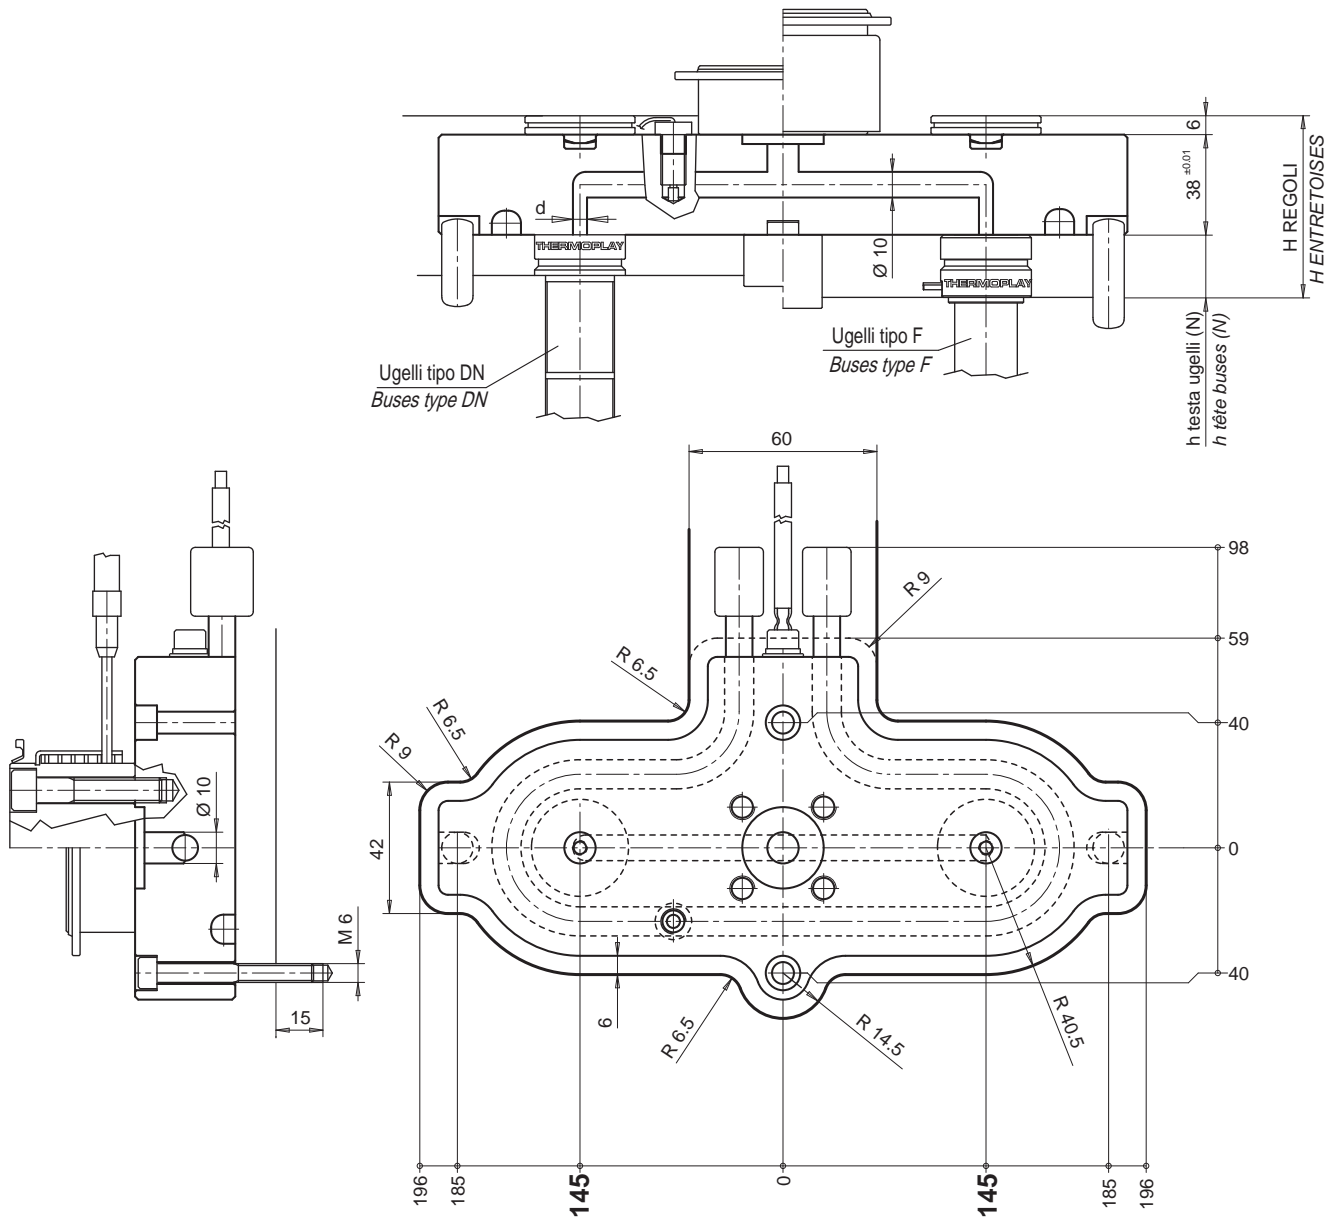 6
38 ±0.01
H REGOLI
H ENTRETOISES
d
THERMOPLAY
Ø 10
THERMOPLAY
Ugelli tipo DN
Buses type DN
Ugelli tipo F
Buses type F
h testa ugelli (N)
h tête buses (N)
60
98
R 9
59
R 6.5
R 6.5
40
R 9
Ø 10
42
0
M 6
15
6
R 6.5
R 14.5
R 40.5
40
196
185
145
0
145
185
196